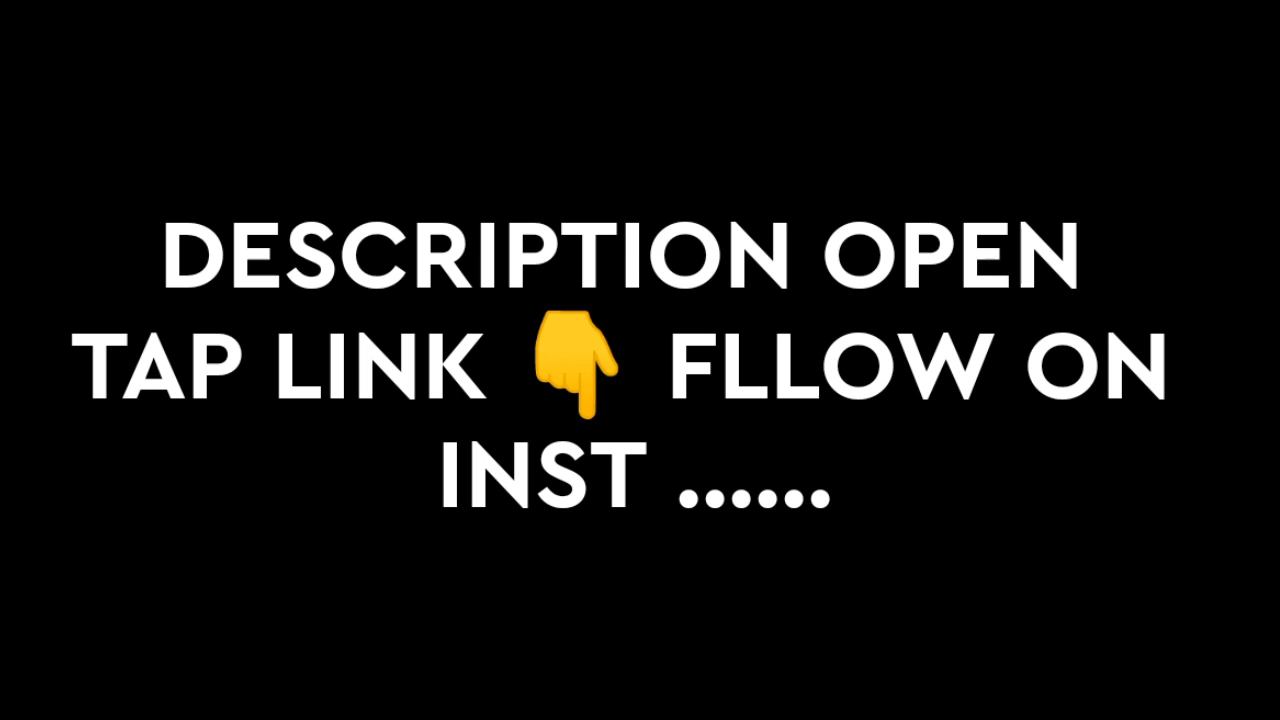 DESCRIPTION OPEN
TAP LINK 👇 FLLOW ON
INST ......